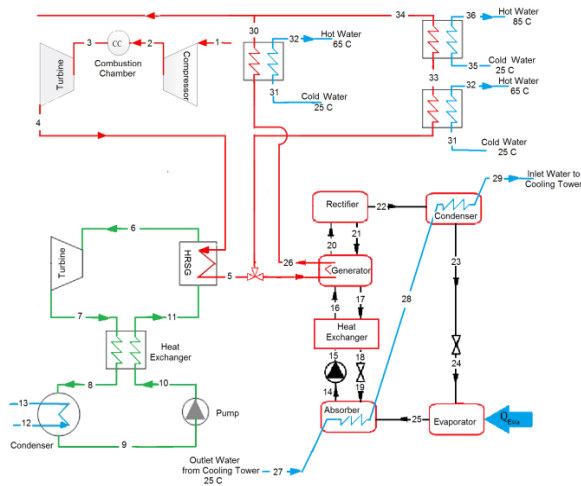 34
36
Hot Water
85 C
30
32
Hot Water
65 C
3
CC
2
1
Combustion
Chamber
Turbine
Compressor
35
Cold Water
25 C
33
32
Hot Water
65 C
31
Cold Water
25 C
31
Cold Water
25 C
4
29
Inlet Water to
Cooling Tower
Rectifier
22
Condenser
20
21
6
HRSG
Turbine
5
26
Generator
23
28
16
17
7
11
Heat
Exchanger
Heat
Exchanger
15
18
24
8
10
14
19
13
12
Pump
Condenser
9
Absorber
25
Evaporator
QEva
Outlet Water
from Cooling Tower
25 C
27